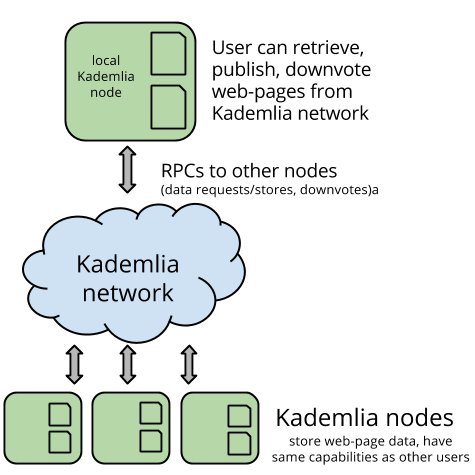 local
Kademlia
node
User can retrieve,
publish, downvote
web-pages from
Kademlia network
RPCs to other nodes
(data requests/stores, downvotes)a
Kademlia
network
Kademlia nodes
store web-page data, have
same capabilities as other users